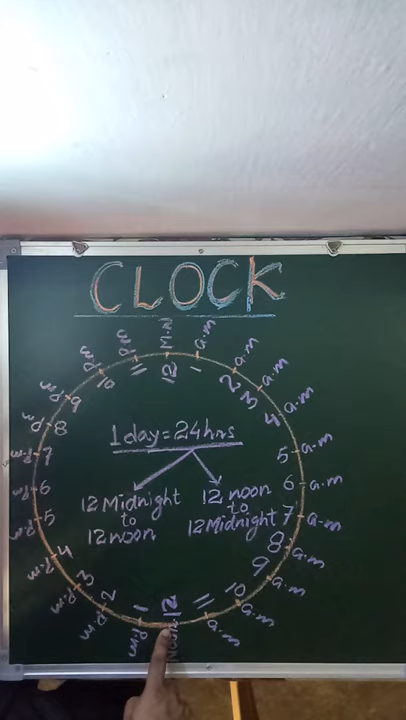 CLOCK
M.N
12
a.m
1
a.m
2
a.m
3
a.m
4
a.m
5
a.m
6
a.m
7
a.m
8
a.m
9
a.m
10
a.m
11
12
Noon
p.m
1
p.m
2
p.m
3
p.m
4
p.m
5
p.m
6
p.m
7
p.m
8
p.m
9
p.m
10
p.m
11
1 day = 24 hrs
12 Midnight
to
12 noon
12 noon
to
12 Midnight